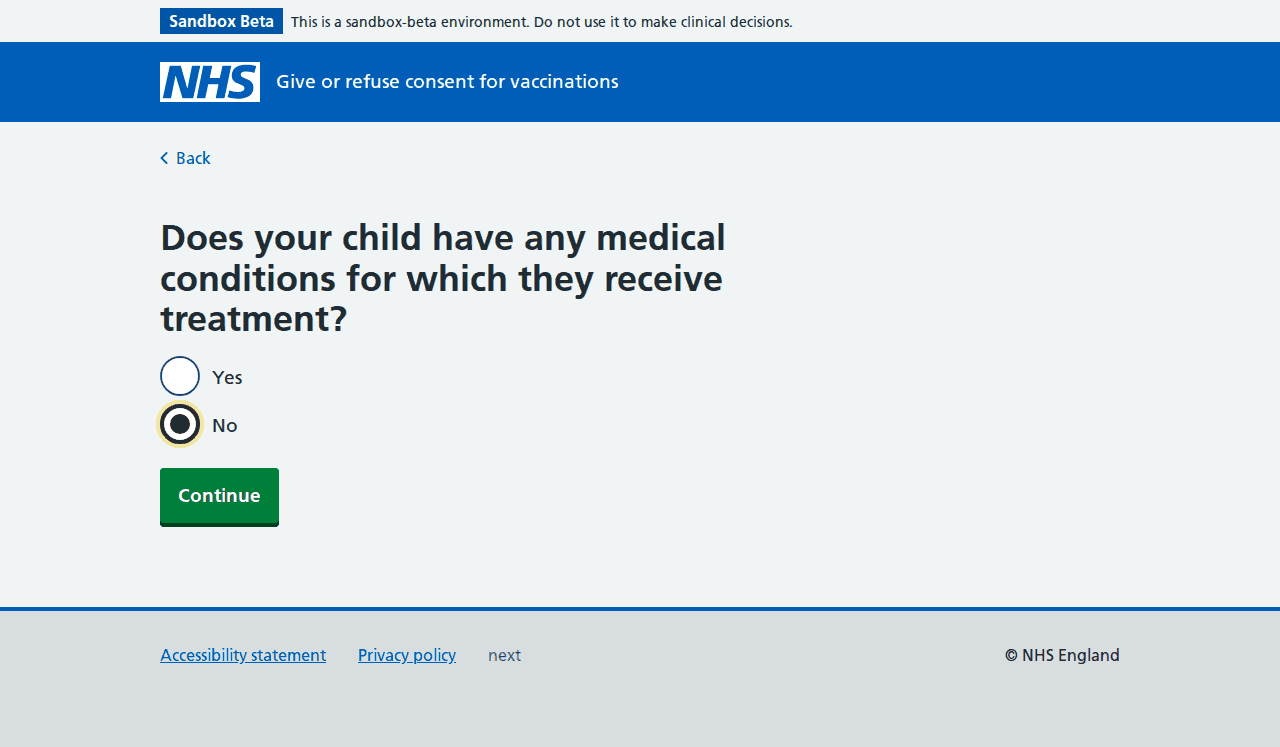 Sandbox Beta This is a sandbox-beta environment. Do not use it to make clinical decisions.
NHS Give or refuse consent for vaccinations
Back
Does your child have any medical
conditions for which they receive
treatment?
Yes
No
Continue
Accessibility statement Privacy policy next © NHS England